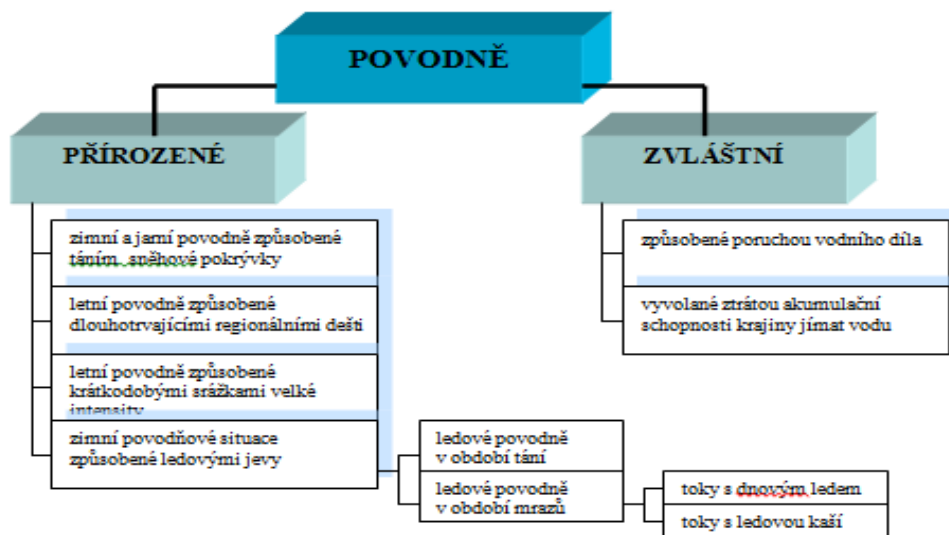 POVODNĚ
PŘÍROZENÉ
ZVLÁŠTNÍ
zimní a jarní povodně způsobené
táním sněhové pokrývky
letní povodně způsobené
dlouhotrvajícími regionálními dešti
letní povodně způsobené
krátkodobými srážkami velké
intensity
zimní povodňové situace
způsobené ledovými jevy
ledové povodně
v období tání
ledové povodně
v období mrazů
toky s dnovým ledem
toky s ledovou kaší
způsobené poruchou vodního díla
vyvolané ztrátou akumulační
schopnosti krajiny jímat vodu